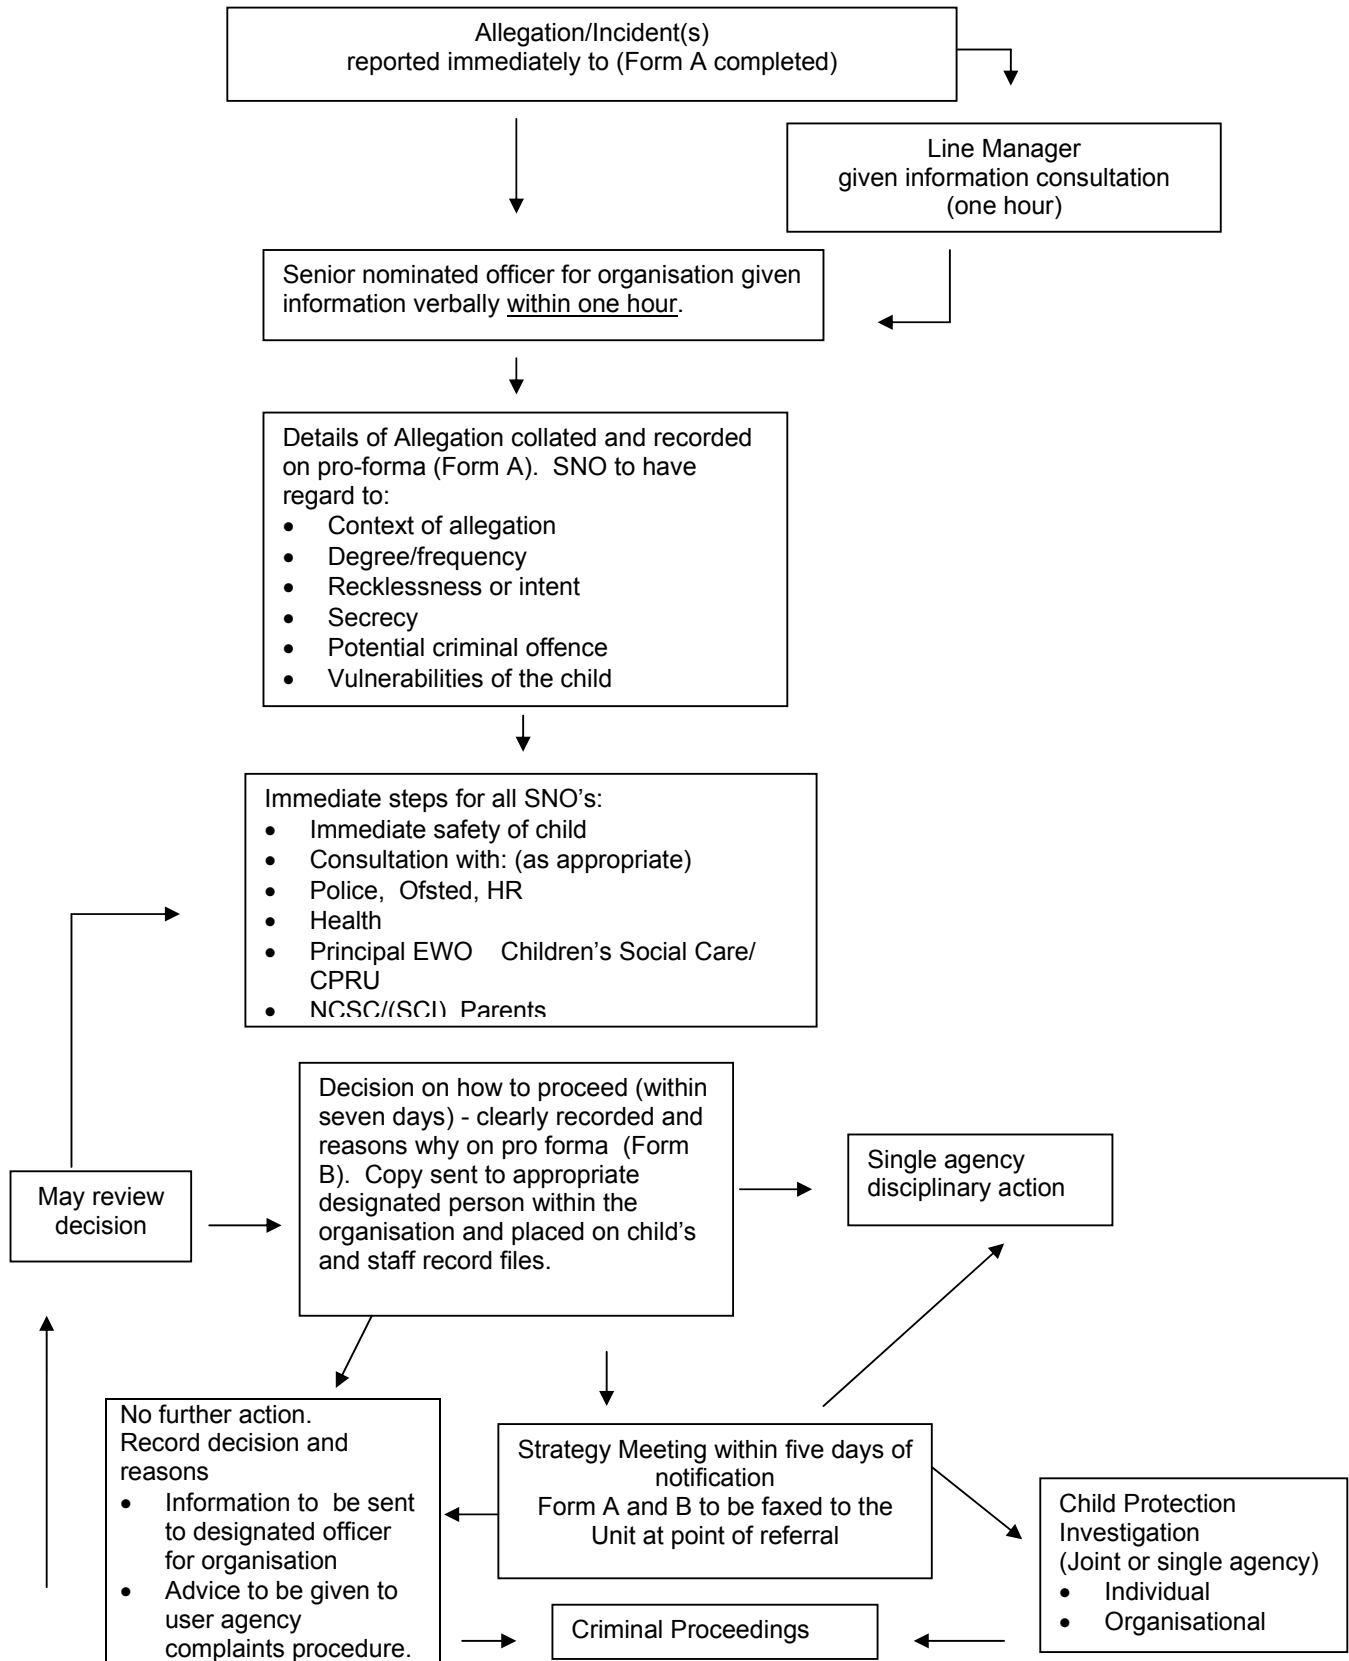 Allegation/Incident(s)
reported immediately to (Form A completed)
Line Manager
given information consultation
(one hour)
Senior nominated officer for organisation given
information verbally within one hour.
Details of Allegation collated and recorded
on pro-forma (Form A).  SNO to have
regard to:
• Context of allegation
• Degree/frequency
• Recklessness or intent
• Secrecy
• Potential criminal offence
• Vulnerabilities of the child
Immediate steps for all SNO's:
• Immediate safety of child
• Consultation with: (as appropriate)
• Police,  Ofsted, HR
• Health
• Principal EWO    Children's Social Care/
CPRU
• NCSC/(SCI)  Parents
Decision on how to proceed (within
seven days) - clearly recorded and
reasons why on pro forma  (Form
B).  Copy sent to appropriate
designated person within the
organisation and placed on child's
and staff record files.
Single agency
disciplinary action
May review
decision
No further action.
Record decision and
reasons
• Information to  be sent
to designated officer
for organisation
• Advice to be given to
user agency
complaints procedure.
Strategy Meeting within five days of
notification
Form A and B to be faxed to the
Unit at point of referral
Child Protection
Investigation
(Joint or single agency)
• Individual
• Organisational
Criminal Proceedings